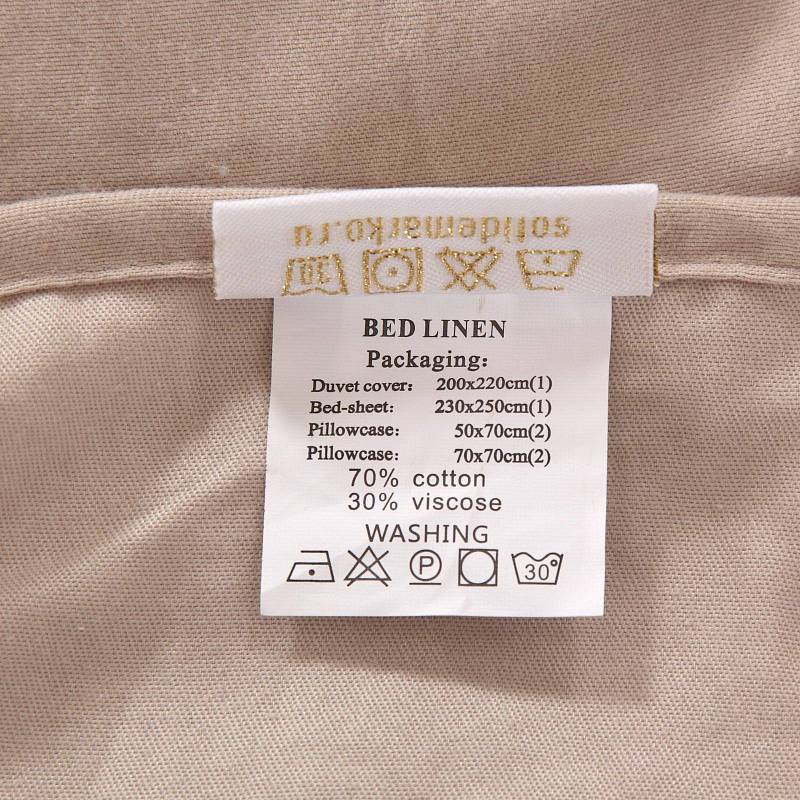 sofidemarko.ru
30
BED LINEN
Packaging:
Duvet cover: 200x220cm(1)
Bed-sheet: 230x250cm(1)
Pillowcase: 50x70cm(2)
Pillowcase: 70x70cm(2)
70% cotton
30% viscose
WASHING
P 30°